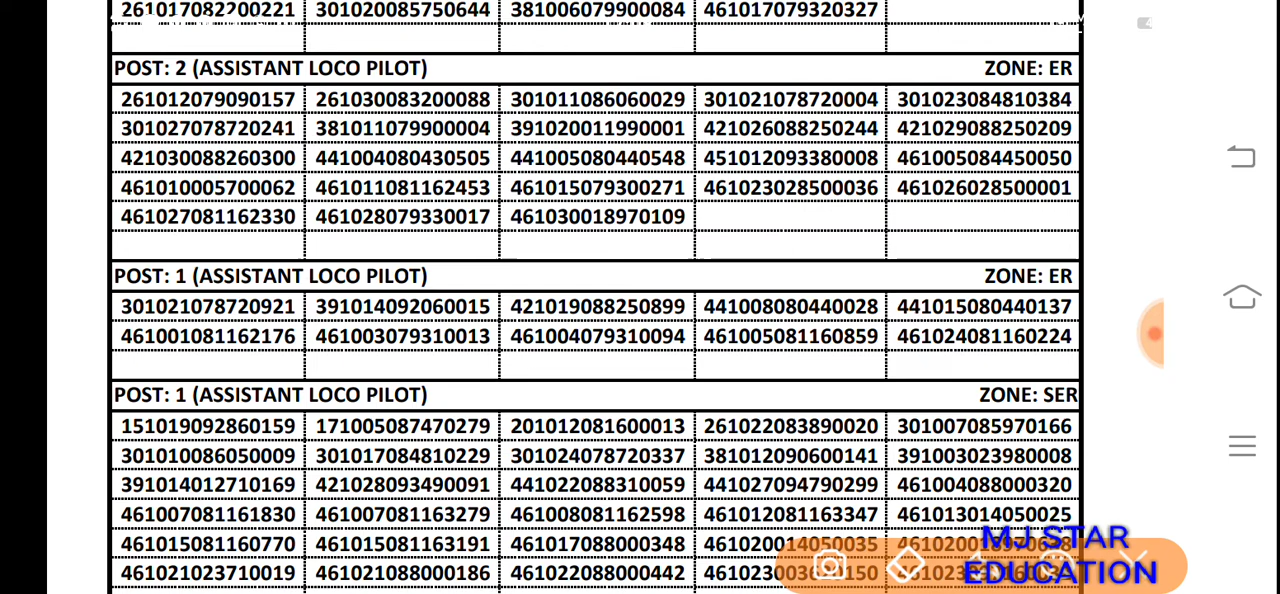 261017082200221 301020085750644 381006079900084 461017079320327
POST: 2 (ASSISTANT LOCO PILOT) ZONE: ER
261012079090157 261030083200088 301011086060029 301021078720004 301023084810384
301027078720241 381011079900004 391020011990001 421026088250244 421029088250209
421030088260300 441004080430505 441005080440548 451012093380008 461005084450050
461010005700062 461011081162453 461015079300271 461023028500036 461026028500001
461027081162330 461028079330017 461030018970109
POST: 1 (ASSISTANT LOCO PILOT) ZONE: ER
301021078720921 391014092060015 421019088250899 441008080440028 441015080440137
461001081162176 461003079310013 461004079310094 461005081160859 461024081160224
POST: 1 (ASSISTANT LOCO PILOT) ZONE: SER
151019092860159 171005087470279 201012081600013 261022083890020 301007085970166
301010086050009 301017084810229 301024078720337 381012090600141 391003023980008
391014012710169 421028093490091 441022088310059 441027094790299 461004088000320
461007081161830 461007081163279 461008081162598 461012081163347 461013014050025
461015081160770 461015081163191 461017088000348 461020014050035
461021023710019 461021088000186 461022088000442
MJ STAR
EDUCATION